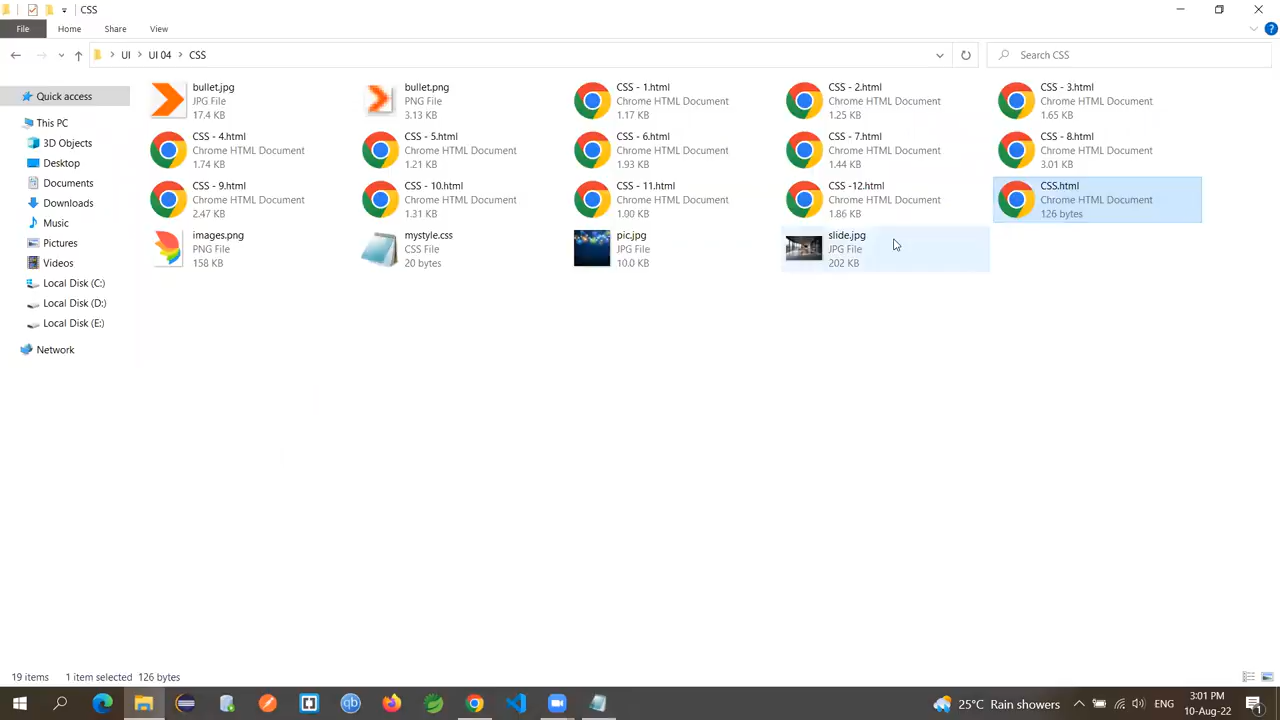 CSS
File Home Share View
UI UI 04 CSS
Search CSS
Quick access
This PC
3D Objects
Desktop
Documents
Downloads
Music
Pictures
Videos
Local Disk (C:)
Local Disk (D:)
Local Disk (E:)
Network
bullet.jpg
JPG File
17.4 KB
bullet.png
PNG File
3.13 KB
CSS - 1.html
Chrome HTML Document
1.17 KB
CSS - 2.html
Chrome HTML Document
1.25 KB
CSS - 3.html
Chrome HTML Document
1.65 KB
CSS - 4.html
Chrome HTML Document
1.74 KB
CSS - 5.html
Chrome HTML Document
1.21 KB
CSS - 6.html
Chrome HTML Document
1.93 KB
CSS - 7.html
Chrome HTML Document
1.44 KB
CSS - 8.html
Chrome HTML Document
3.01 KB
CSS - 9.html
Chrome HTML Document
2.47 KB
CSS - 10.html
Chrome HTML Document
1.31 KB
CSS - 11.html
Chrome HTML Document
1.00 KB
CSS -12.html
Chrome HTML Document
1.86 KB
CSS.html
Chrome HTML Document
126 bytes
images.png
PNG File
158 KB
mystyle.css
CSS File
20 bytes
pic.jpg
JPG File
10.0 KB
slide.jpg
JPG File
202 KB
19 items 1 item selected 126 bytes
25°C Rain showers
ENG
3:01 PM
10-Aug-22